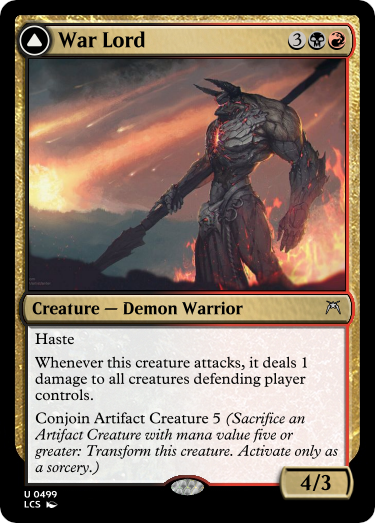 War Lord 3
Creature — Demon Warrior
Haste
Whenever this creature attacks, it deals 1
damage to all creatures defending player
controls.
Conjoin Artifact Creature 5 (Sacrifice an
Artifact Creature with mana value five or
greater: Transform this creature. Activate only as
a sorcery.)
4/3
U 0499
LCS